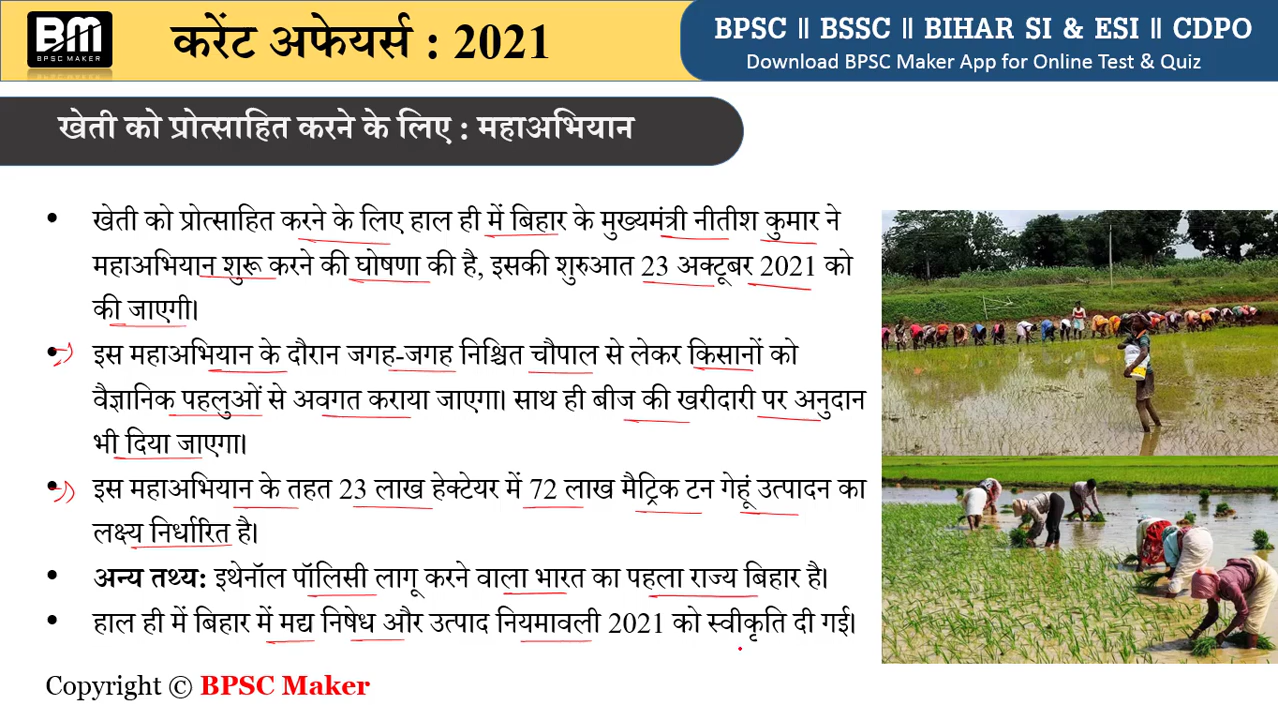 BM
BPSC MAKER
करेंट अफेयर्स : 2021
BPSC || BSSC || BIHAR SI & ESI || CDPO
Download BPSC Maker App for Online Test & Quiz
खेती को प्रोत्साहित करने के लिए : महाअभियान
• खेती को प्रोत्साहित करने के लिए हाल ही में बिहार के मुख्यमंत्री नीतीश कुमार ने
महाअभियान शुरू करने की घोषणा की है, इसकी शुरुआत 23 अक्टूबर 2021 को
की जाएगी।
• इस महाअभियान के दौरान जगह-जगह निश्चित चौपाल से लेकर किसानों को
वैज्ञानिक पहलुओं से अवगत कराया जाएगा। साथ ही बीज की खरीदारी पर अनुदान
भी दिया जाएगा।
• इस महाअभियान के तहत 23 लाख हेक्टेयर में 72 लाख मैट्रिक टन गेहूं उत्पादन का
लक्ष्य निर्धारित है।
• अन्य तथ्य: इथेनॉल पॉलिसी लागू करने वाला भारत का पहला राज्य बिहार है।
• हाल ही में बिहार में मद्य निषेध और उत्पाद नियमावली 2021 को स्वीकृति दी गई।
Copyright © BPSC Maker